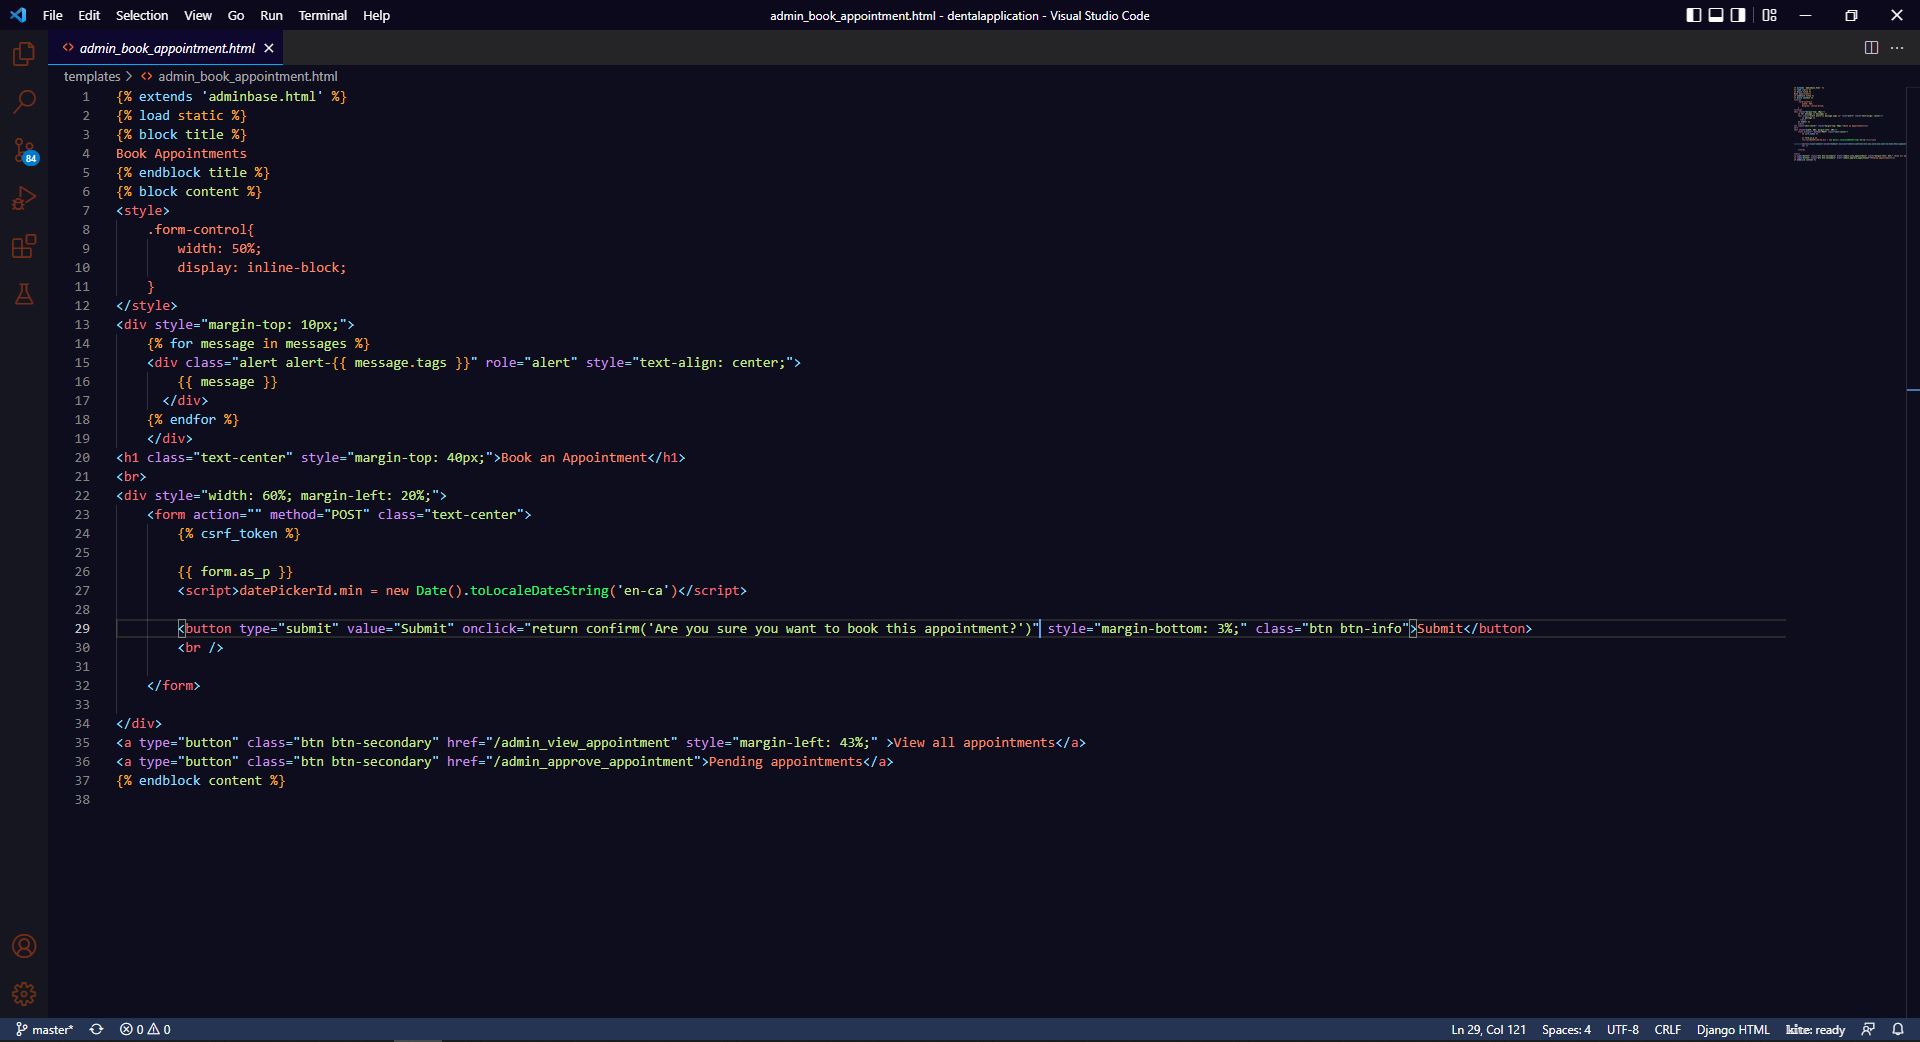 File Edit Selection View Go Run Terminal Help admin_book_appointment.html - dentalapplication - Visual Studio Code
admin_book_appointment.html
templates > admin_book_appointment.html
84
1 {% extends 'adminbase.html' %}
2 {% load static %}
3 {% block title %}
4 Book Appointments
5 {% endblock title %}
6 {% block content %}
7 <style>
8 .form-control{
9 width: 50%;
10 display: inline-block;
11 }
12 </style>
13 <div style="margin-top: 10px;">
14 {% for message in messages %}
15 <div class="alert alert-{{ message.tags }}" role="alert" style="text-align: center;">
16 {{ message }}
17 </div>
18 {% endfor %}
19 </div>
20 <h1 class="text-center" style="margin-top: 40px;">Book an Appointment</h1>
21 <br>
22 <div style="width: 60%; margin-left: 20%;">
23 <form action="" method="POST" class="text-center">
24 {% csrf_token %}
25
26 {{ form.as_p }}
27 <script>datePickerId.min = new Date().toLocaleDateString('en-ca')</script>
28
29 <button type="submit" value="Submit" onclick="return confirm('Are you sure you want to book this appointment?')" style="margin-bottom: 3%;" class="btn btn-info">Submit</button>
30 <br />
31
32 </form>
33
34 </div>
35 <a type="button" class="btn btn-secondary" href="/admin_view_appointment" style="margin-left: 43%;" >View all appointments</a>
36 <a type="button" class="btn btn-secondary" href="/admin_approve_appointment">Pending appointments</a>
37 {% endblock content %}
38
master* 0 0 Ln 29, Col 121 Spaces: 4 UTF-8 CRLF Django HTML kite: ready